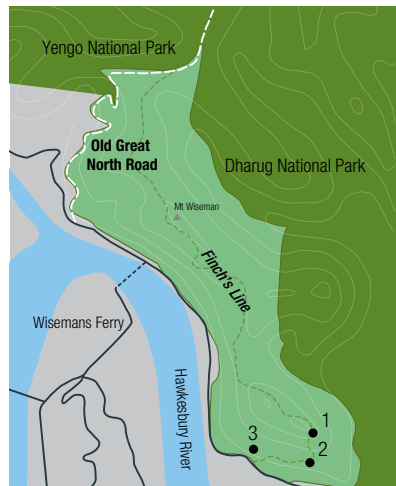 Yengo National Park
Old Great
North Road
Dharug National Park
Mt Wiseman
Finch's Line
Wisemans Ferry
Hawkesbury River
1
2
3